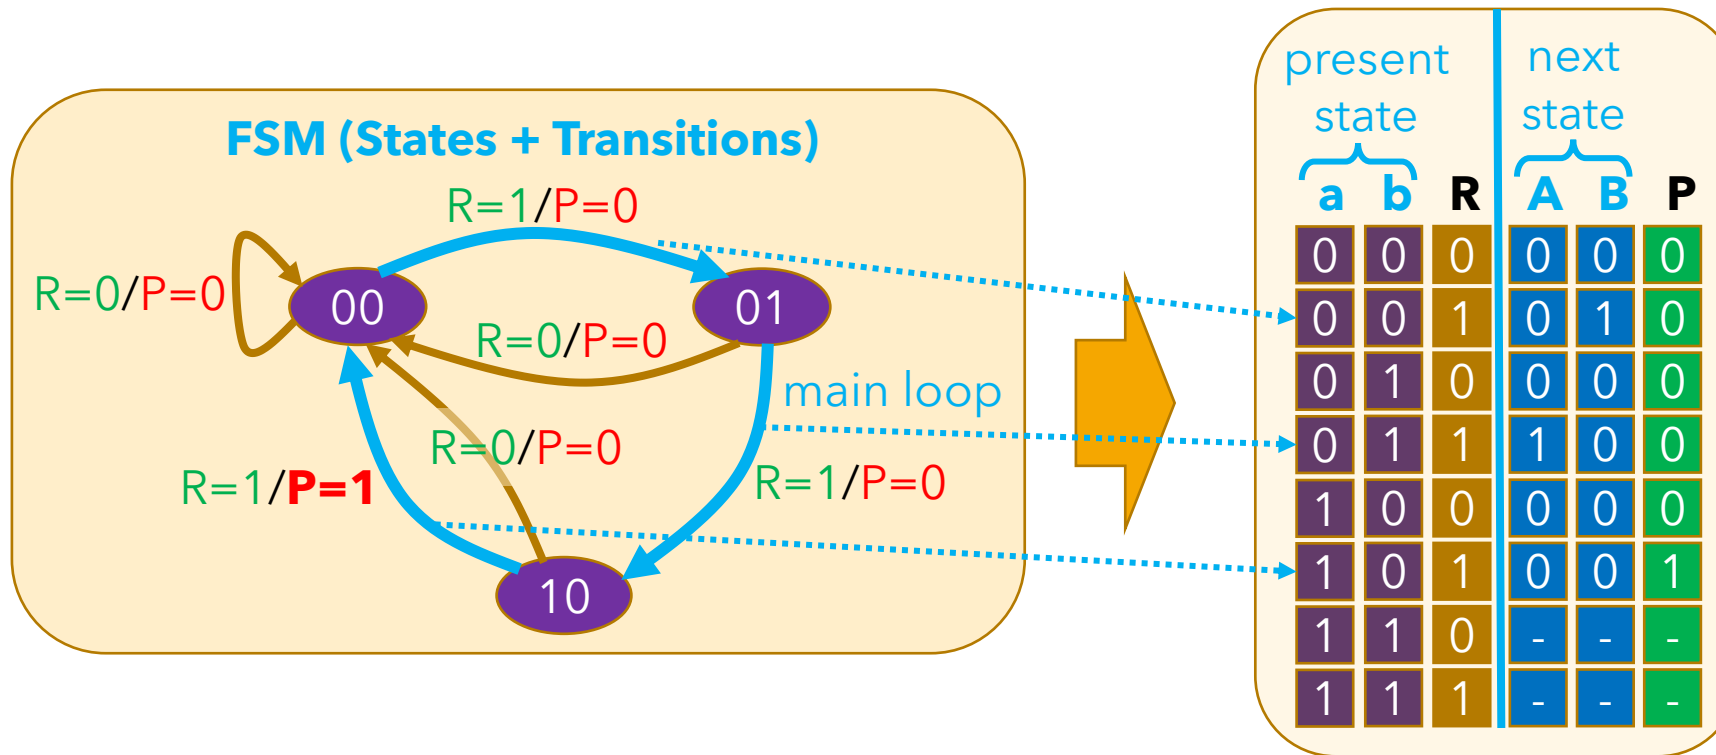 FSM (States + Transitions)
R=1/P=0
R=0/P=0
00
01
R=0/P=0
main loop
R=0/P=0
R=1/P=1
R=1/P=0
10
present state
next state
a b R A B P
0 0 0 0 0 0
0 0 1 0 1 0
0 1 0 0 0 0
0 1 1 1 0 0
1 0 0 0 0 0
1 0 1 0 0 1
1 1 0 - - -
1 1 1 - - -